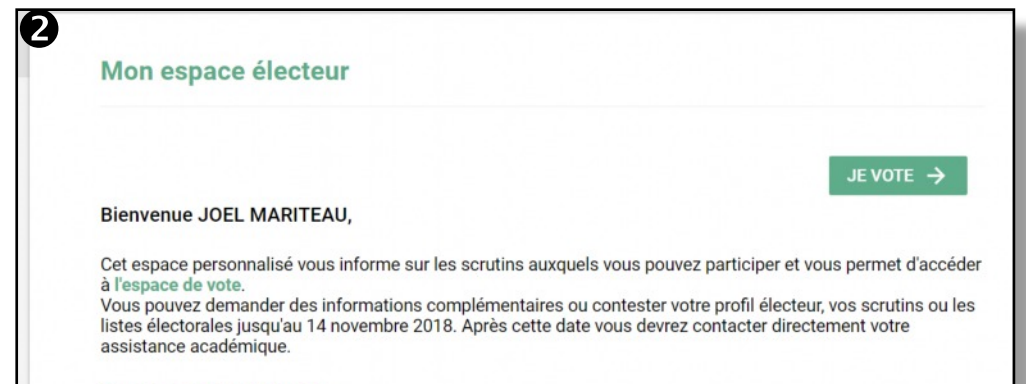 2
Mon espace électeur
JE VOTE →
Bienvenue JOEL MARITEAU,
Cet espace personnalisé vous informe sur les scrutins auxquels vous pouvez participer et vous permet d'accéder
à l'espace de vote.
Vous pouvez demander des informations complémentaires ou contester votre profil électeur, vos scrutins ou les
listes électorales jusqu'au 14 novembre 2018. Après cette date vous devrez contacter directement votre
assistance académique.